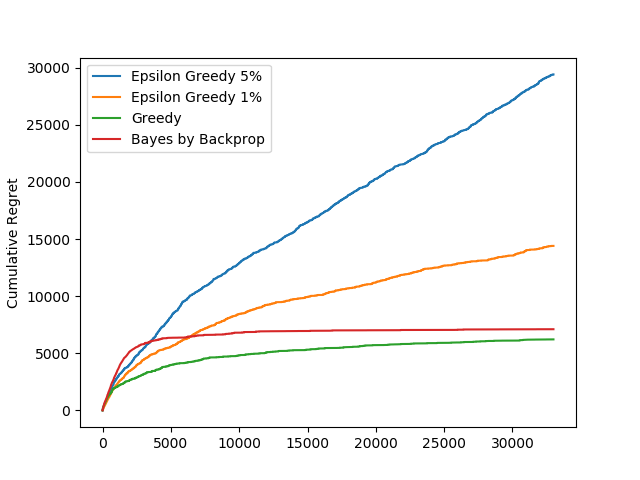 Epsilon Greedy 5%
Epsilon Greedy 1%
Greedy
Bayes by Backprop
Cumulative Regret
30000
25000
20000
15000
10000
5000
0
0 5000 10000 15000 20000 25000 30000